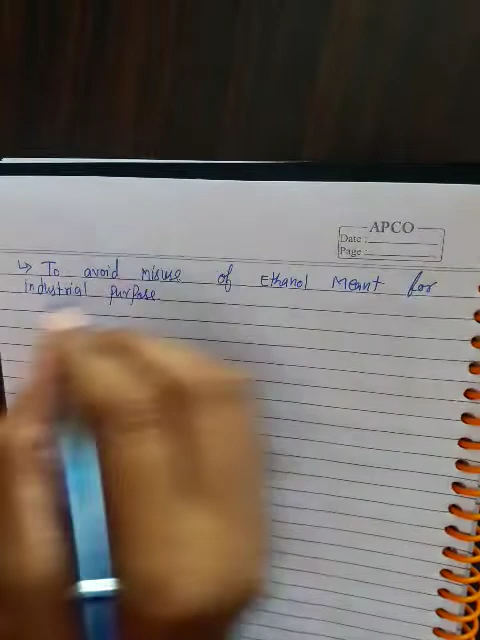 APCO
Date :
Page :
↳ To avoid misuse of Ethanol Meant for
industrial purpose